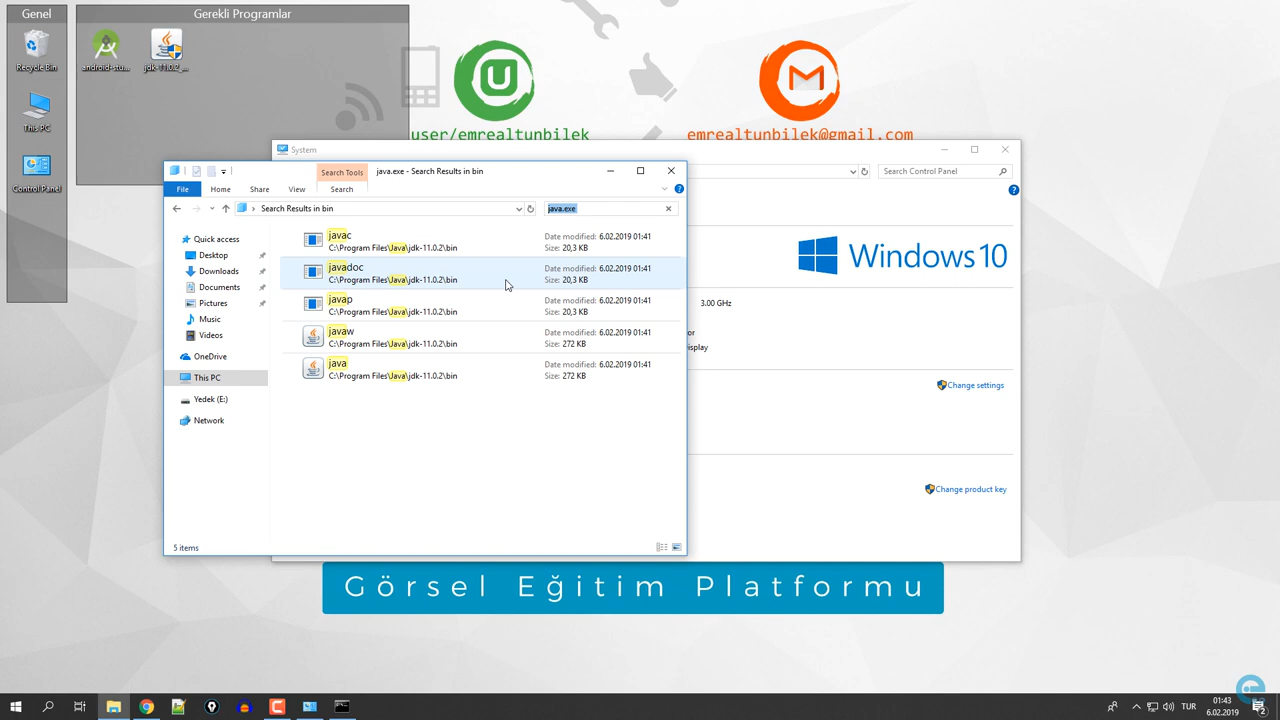 Genel
Gerekli Programlar
Recycle Bin
android-stu...
jdk-11.0.2_...
This PC
Control Panel
user/emrealtunbilek
emrealtunbilek@gmail.com
System
Search Control Panel
Search Tools
java.exe - Search Results in bin
File
Home
Share
View
Search
Search Results in bin
java.exe
Quick access
Desktop
Downloads
Documents
Pictures
Music
Videos
OneDrive
This PC
Yedek (E:)
Network
javac
C:\Program Files\Java\jdk-11.0.2\bin
Date modified: 6.02.2019 01:41
Size: 20,3 KB
javadoc
C:\Program Files\Java\jdk-11.0.2\bin
Date modified: 6.02.2019 01:41
Size: 20,3 KB
javap
C:\Program Files\Java\jdk-11.0.2\bin
Date modified: 6.02.2019 01:41
Size: 20,3 KB
javaw
C:\Program Files\Java\jdk-11.0.2\bin
Date modified: 6.02.2019 01:41
Size: 272 KB
java
C:\Program Files\Java\jdk-11.0.2\bin
Date modified: 6.02.2019 01:41
Size: 272 KB
5 items
Windows 10
3.00 GHz
or
isplay
Change settings
Change product key
Görsel Eğitim Platformu
TUR
01:43
6.02.2019
2